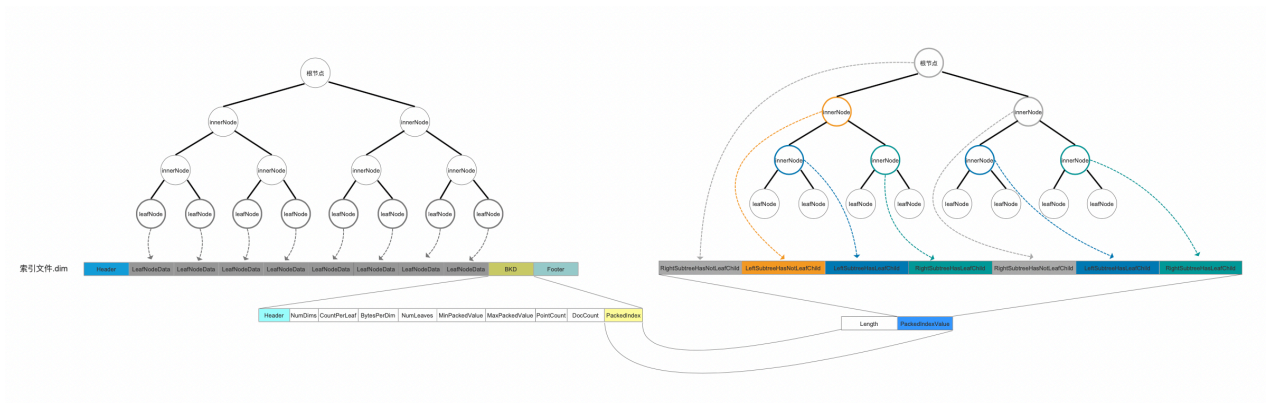 根节点
innerNode
innerNode
innerNode
innerNode
innerNode
innerNode
leafNode
leafNode
leafNode
leafNode
leafNode
leafNode
leafNode
leafNode
索引文件.dim
Header
LeafNodeData
LeafNodeData
LeafNodeData
LeafNodeData
LeafNodeData
LeafNodeData
LeafNodeData
LeafNodeData
BKD
Footer
Header
NumDims
CountPerLeaf
BytesPerDim
NumLeaves
MinPackedValue
MaxPackedValue
PointCount
DocCount
PackedIndex
根节点
innerNode
innerNode
innerNode
innerNode
innerNode
innerNode
leafNode
leafNode
leafNode
leafNode
leafNode
leafNode
leafNode
leafNode
RightSubtreeHasNotLeafChild
LeftSubtreeHasNotLeafChild
LeftSubtreeHasLeafChild
RightSubtreeHasLeafChild
RightSubtreeHasNotLeafChild
LeftSubtreeHasLeafChild
RightSubtreeHasLeafChild
Length
PackedIndexValue